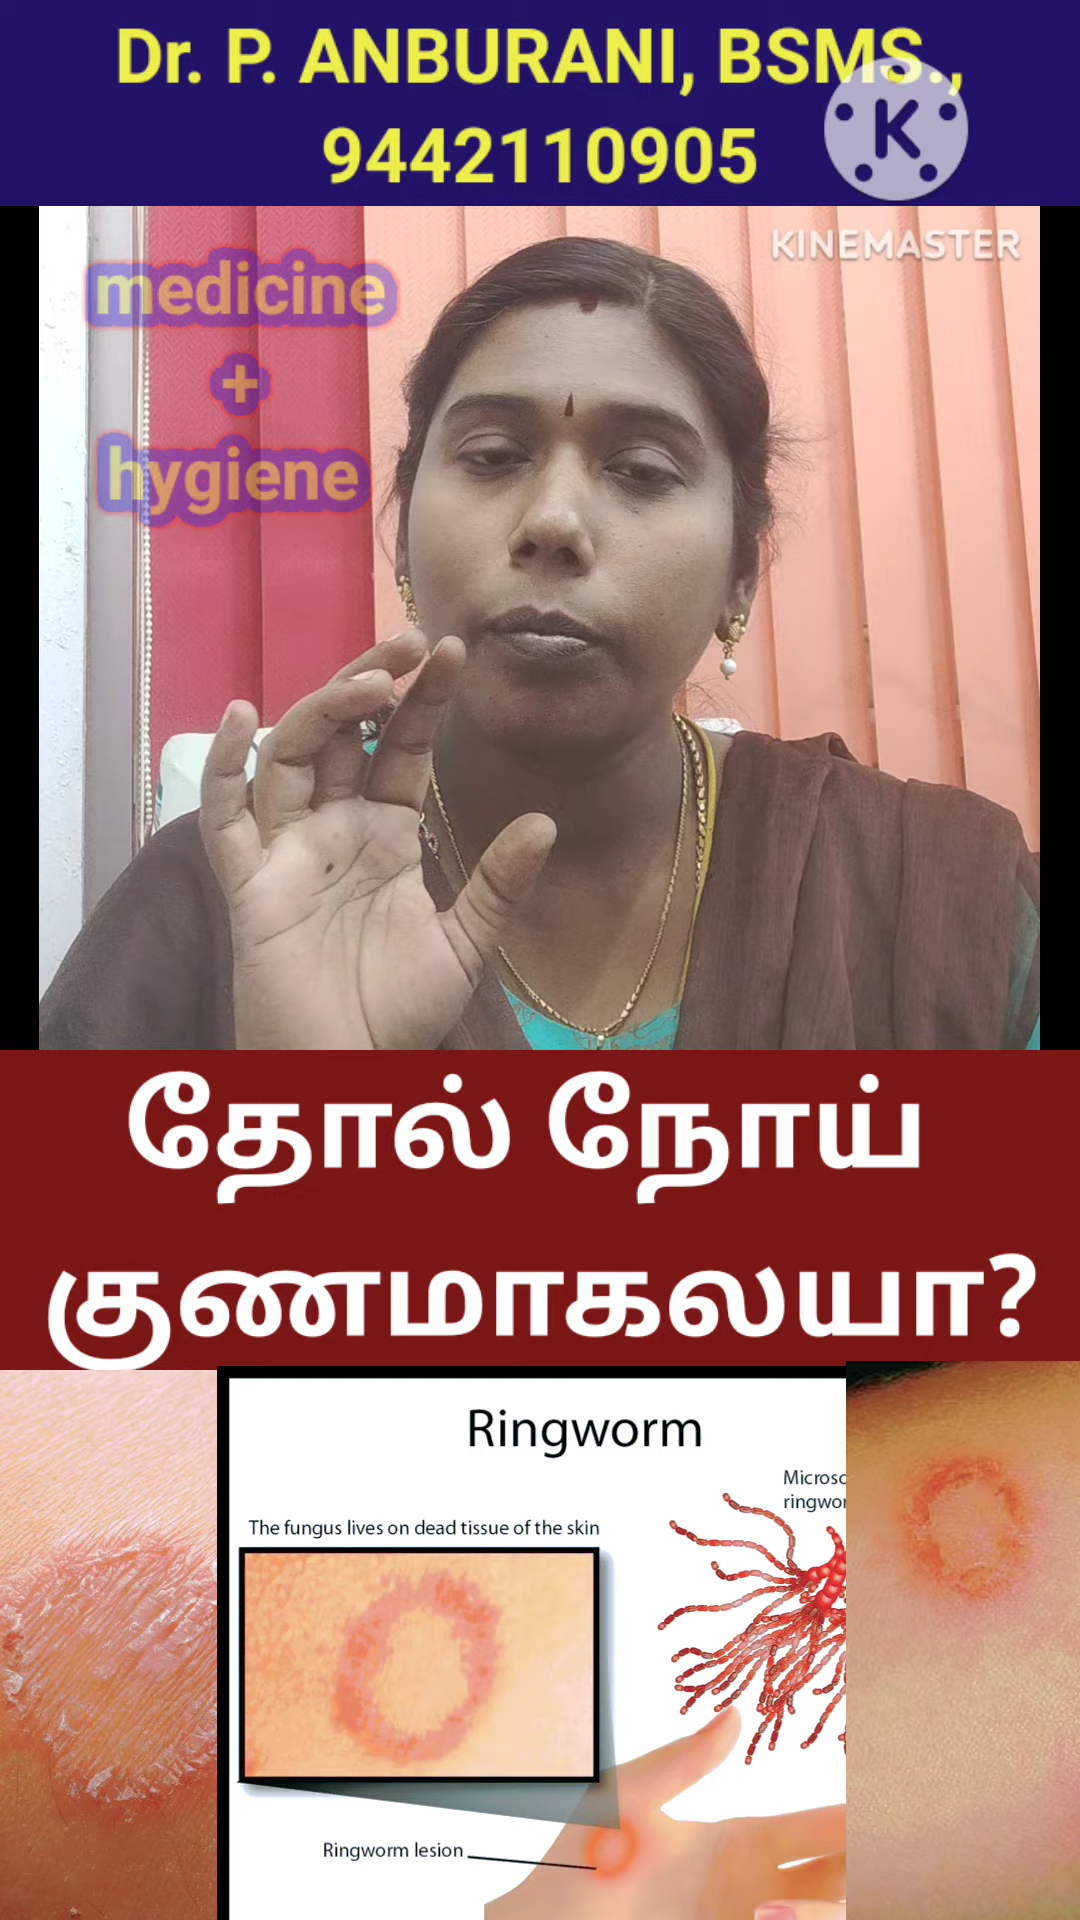 Dr. P. ANBURANI, BSMS.,
9442110905
K
KINEMASTER
medicine
+
hygiene
தோல் நோய்
குணமாகலயா?
Ringworm
The fungus lives on dead tissue of the skin
Ringworm lesion